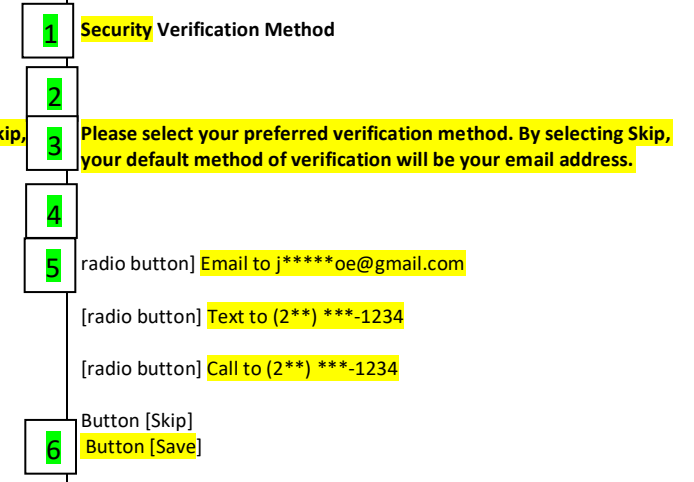 1 Security Verification Method
2
kip, 3 Please select your preferred verification method. By selecting Skip,
your default method of verification will be your email address.
4
5 radio button] Email to j*****oe@gmail.com
[radio button] Text to (2**) ***-1234
[radio button] Call to (2**) ***-1234
Button [Skip]
6 Button [Save]